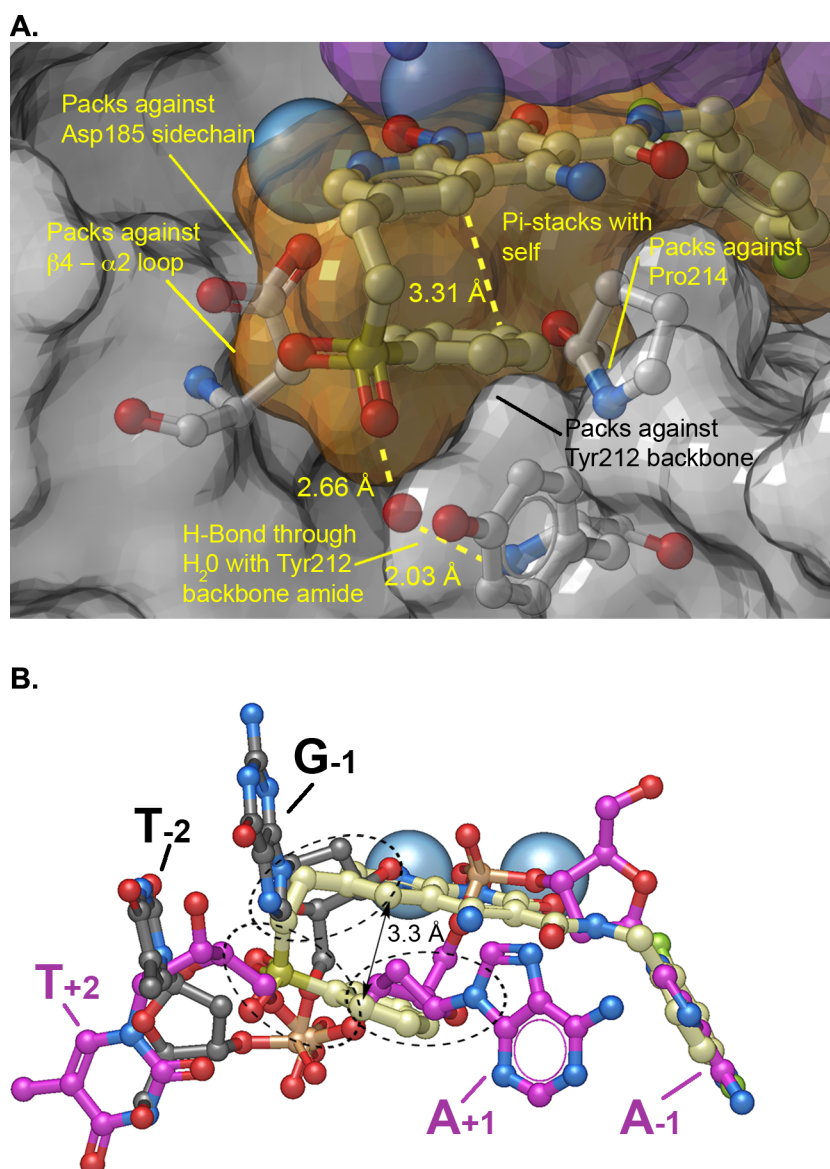 A.
Packs against
Asp185 sidechain
Packs against
β4 – α2 loop
Pi-stacks with
self
Packs against
Pro214
3.31 Å
Packs against
Tyr212 backbone
2.66 Å
H-Bond through
H20 with Tyr212
backbone amide
2.03 Å
B.
G-1
T-2
3.3 Å
T+2
A+1
A-1